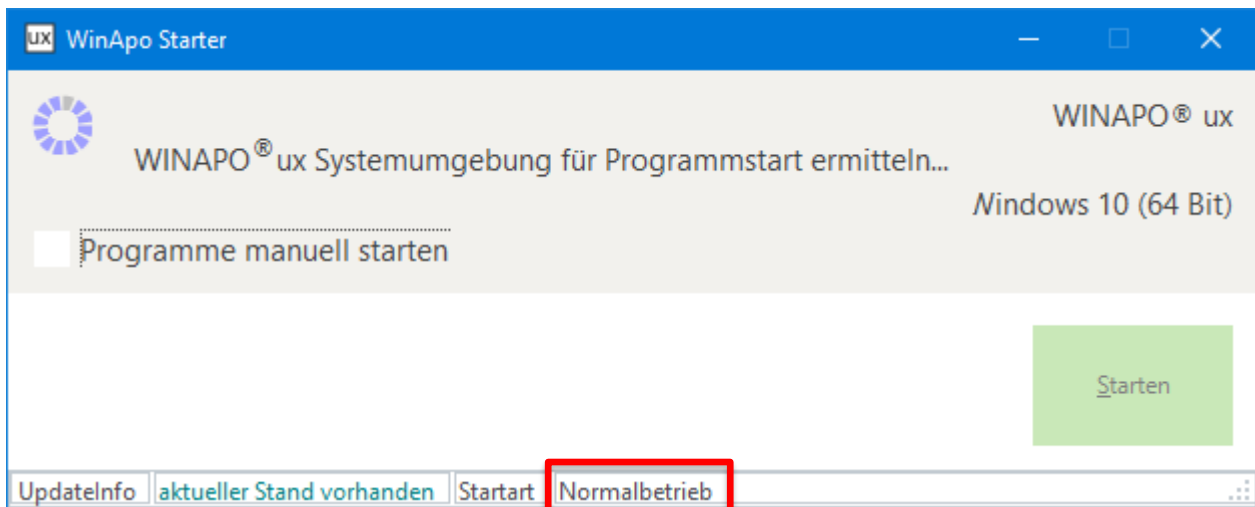 ux WinApo Starter
WINAPO® ux
WINAPO®ux Systemumgebung für Programmstart ermitteln...
Windows 10 (64 Bit)
Programme manuell starten
Starten
UpdateInfo aktueller Stand vorhanden Startart Normalbetrieb